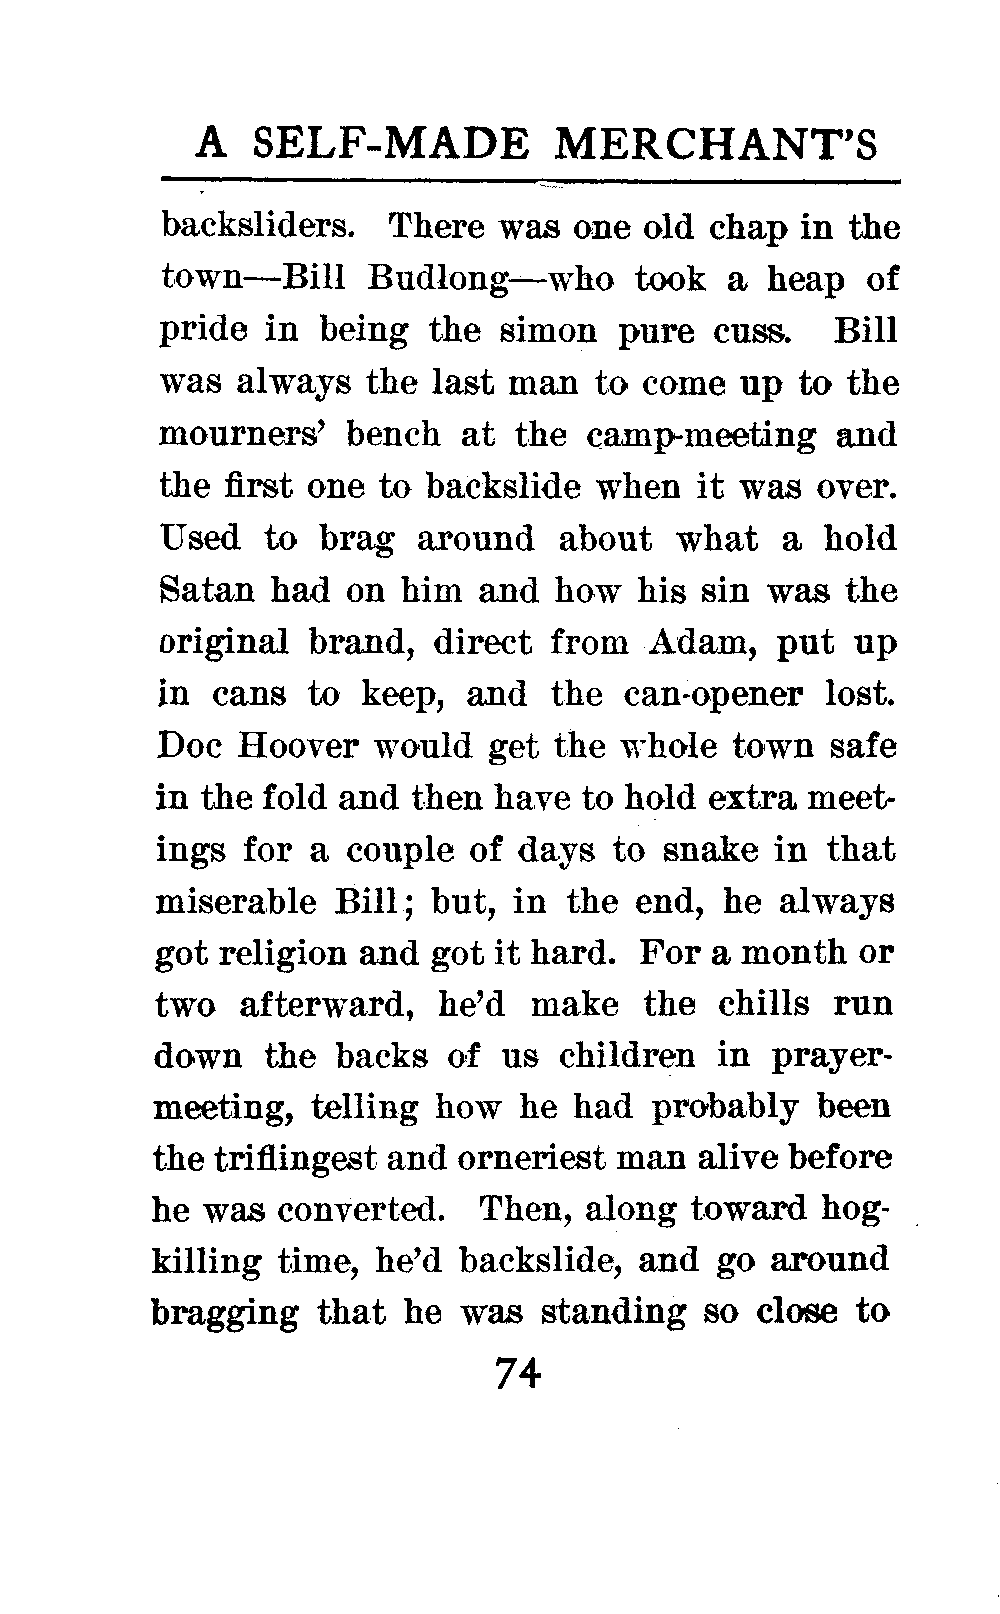 A SELF-MADE MERCHANT'S
backsliders. There was one old chap in the
town—Bill Budlong—who took a heap of
pride in being the simon pure cuss. Bill
was always the last man to come up to the
mourners' bench at the camp-meeting and
the first one to backslide when it was over.
Used to brag around about what a hold
Satan had on him and how his sin was the
original brand, direct from Adam, put up
in cans to keep, and the can-opener lost.
Doc Hoover would get the whole town safe
in the fold and then have to hold extra meet-
ings for a couple of days to snake in that
miserable Bill; but, in the end, he always
got religion and got it hard. For a month or
two afterward, he'd make the chills run
down the backs of us children in prayer-
meeting, telling how he had probably been
the triflingest and orneriest man alive before
he was converted. Then, along toward hog-
killing time, he'd backslide, and go around
bragging that he was standing so close to
74